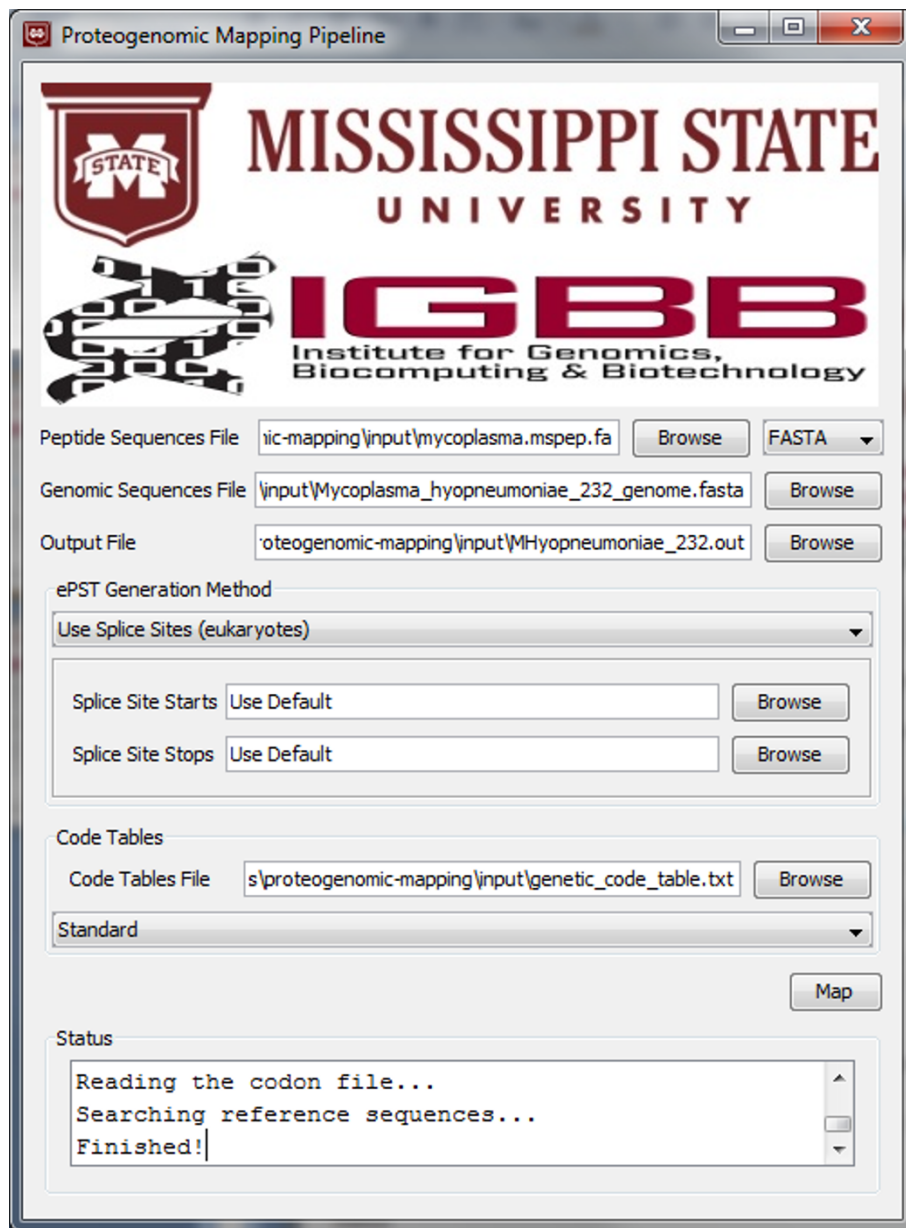 Proteogenomic Mapping Pipeline
STATE
MISSISSIPPI STATE
UNIVERSITY
IGBB
Institute for Genomics,
Biocomputing & Biotechnology
Peptide Sequences File ic-mapping\input\mycoplasma.mspep.fa Browse FASTA
Genomic Sequences File \input\Mycoplasma_hyopneumoniae_232_genome.fasta Browse
Output File oteogenomic-mapping\input\MHyopneumoniae_232.out Browse
ePST Generation Method
Use Splice Sites (eukaryotes)
Splice Site Starts Use Default Browse
Splice Site Stops Use Default Browse
Code Tables
Code Tables File s\proteogenomic-mapping\input\genetic_code_table.txt Browse
Standard
Map
Status
Reading the codon file...
Searching reference sequences...
Finished!